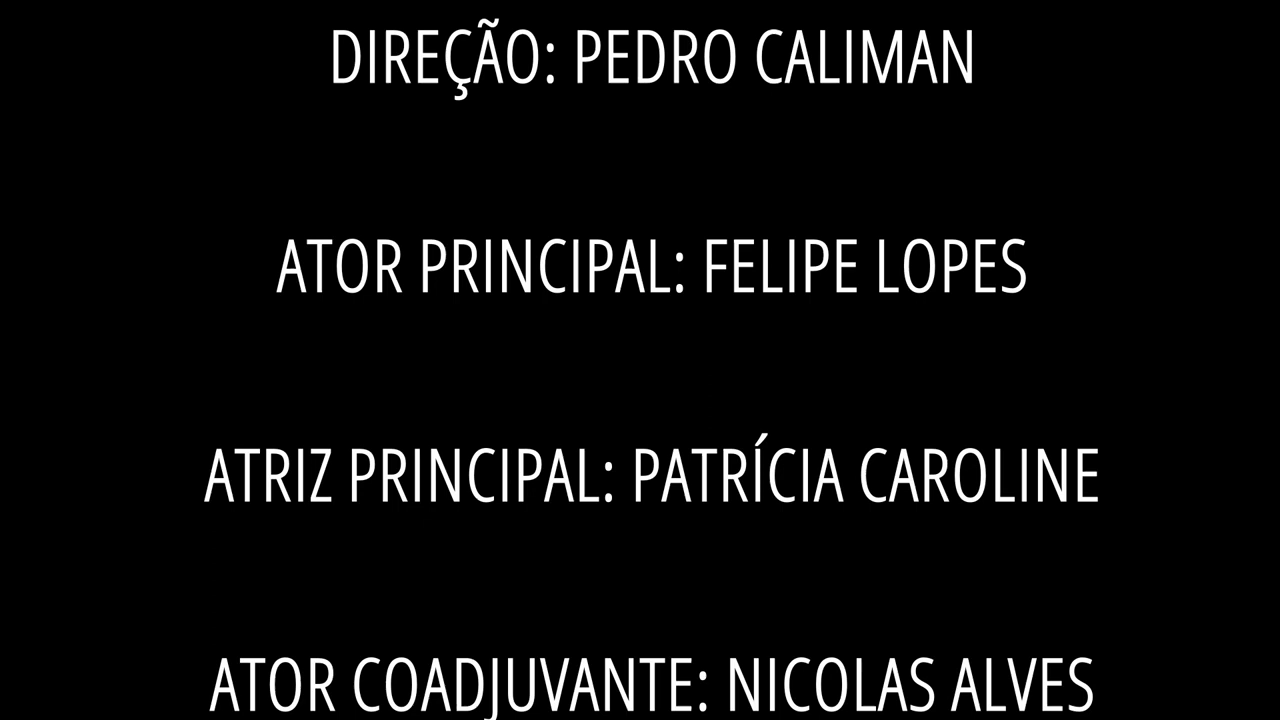 DIREÇÃO: PEDRO CALIMAN
ATOR PRINCIPAL: FELIPE LOPES
ATRIZ PRINCIPAL: PATRÍCIA CAROLINE
ATOR COADJUVANTE: NICOLAS ALVES